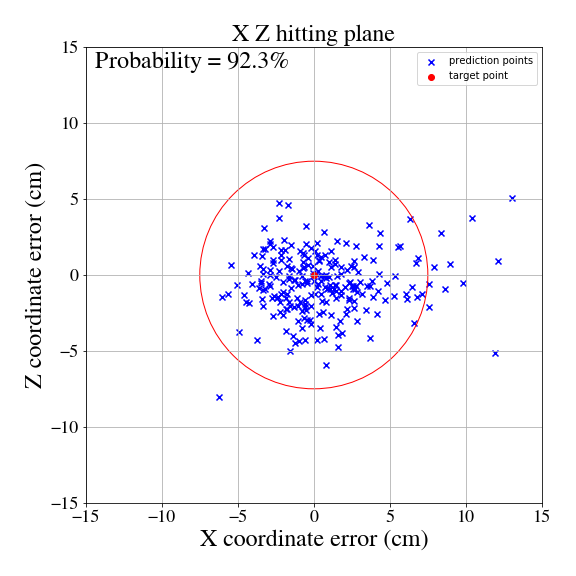 X Z hitting plane
Probability = 92.3%
prediction points
target point
15
10
5
0
−5
−10
−15
Z coordinate error (cm)
−15 −10 −5 0 5 10 15
X coordinate error (cm)